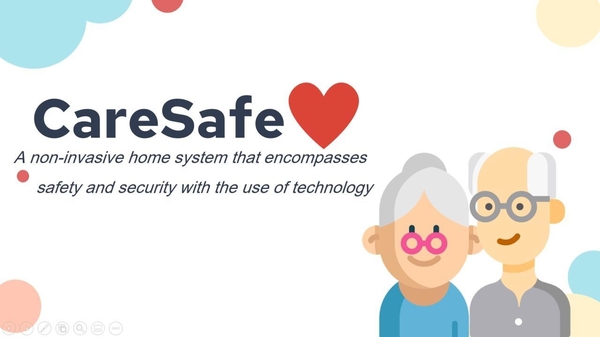 CareSafe
A non-invasive home system that encompasses
safety and security with the use of technology